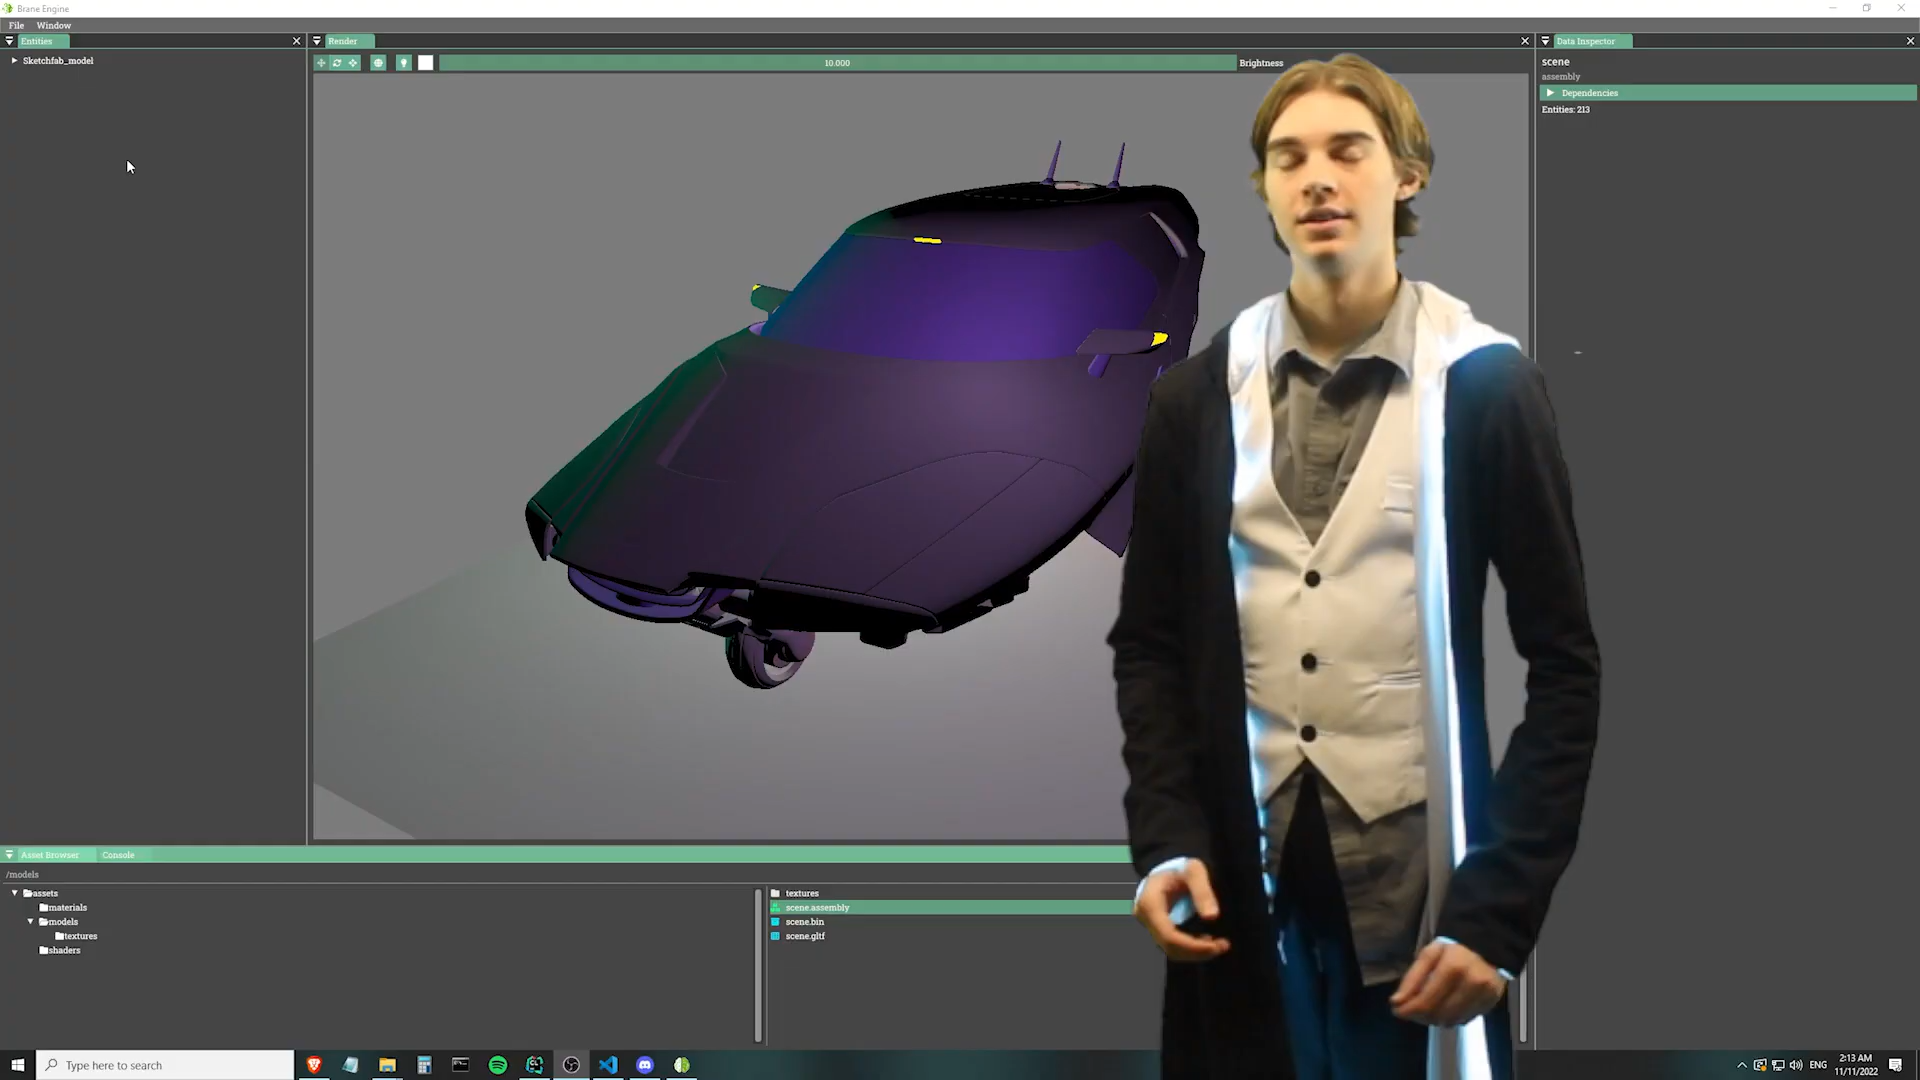 Brane Engine
File Window
Entities
Sketchfab_model
Render
10.000
Brightness
Data Inspector
scene
assembly
Dependencies
Entities: 213
Asset Browser Console
/models
assets
materials
models
textures
shaders
textures
scene.assembly
scene.bin
scene.gltf
Type here to search
ENG
2:13 AM
11/11/2022